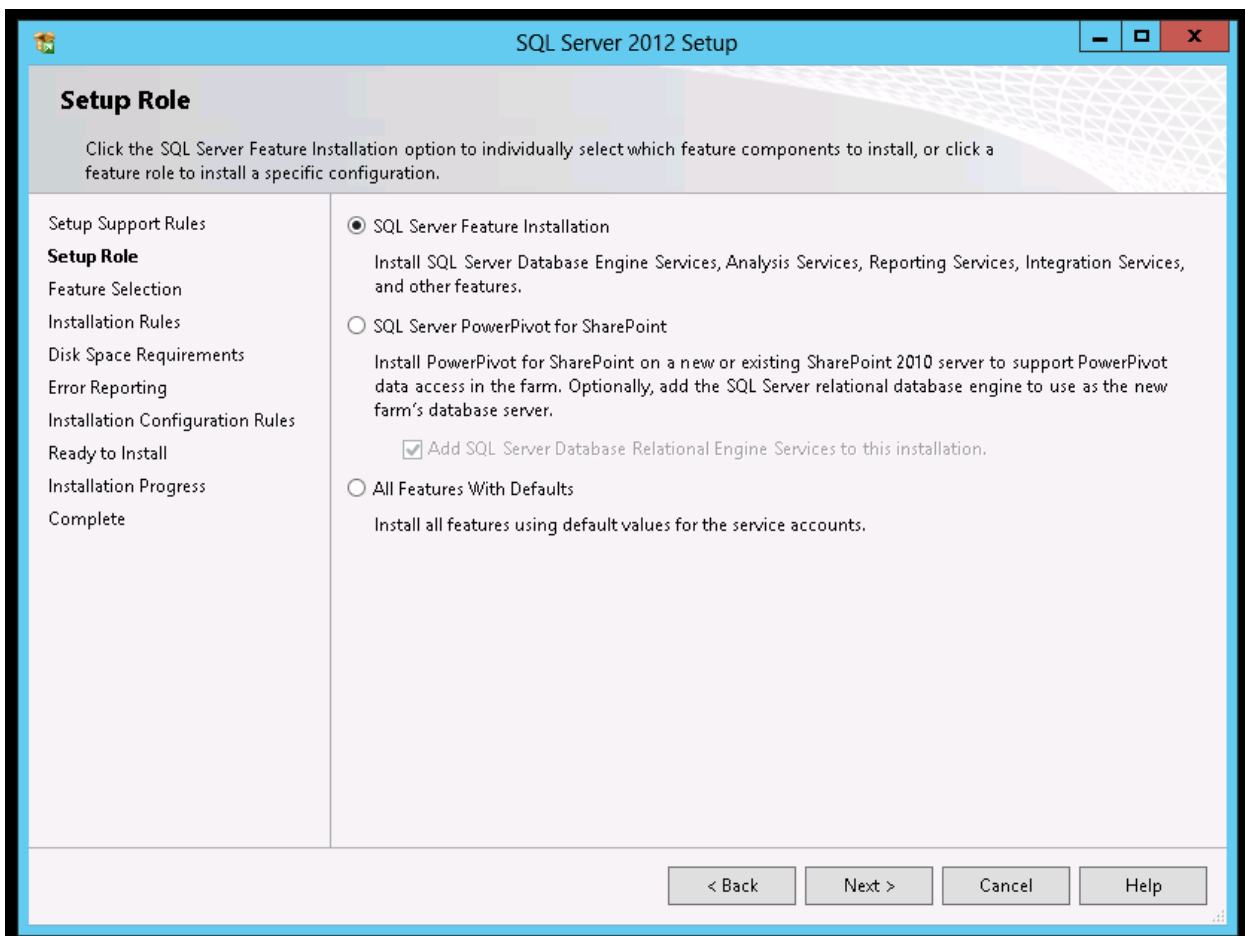 SQL Server 2012 Setup
Setup Role
Click the SQL Server Feature Installation option to individually select which feature components to install, or click a
feature role to install a specific configuration.
Setup Support Rules
Setup Role
Feature Selection
Installation Rules
Disk Space Requirements
Error Reporting
Installation Configuration Rules
Ready to Install
Installation Progress
Complete
SQL Server Feature Installation
Install SQL Server Database Engine Services, Analysis Services, Reporting Services, Integration Services,
and other features.
SQL Server PowerPivot for SharePoint
Install PowerPivot for SharePoint on a new or existing SharePoint 2010 server to support PowerPivot
data access in the farm. Optionally, add the SQL Server relational database engine to use as the new
farm's database server.
Add SQL Server Database Relational Engine Services to this installation.
All Features With Defaults
Install all features using default values for the service accounts.
< Back
Next >
Cancel
Help